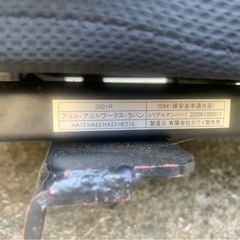 S021R
IS84(保安基準適合品)
アルト・アルトワークス・ラパン
シリアルナンバー 2206100011
HA12,HA22,HA23,HE21S
製造元 有限会社カワイ製作所